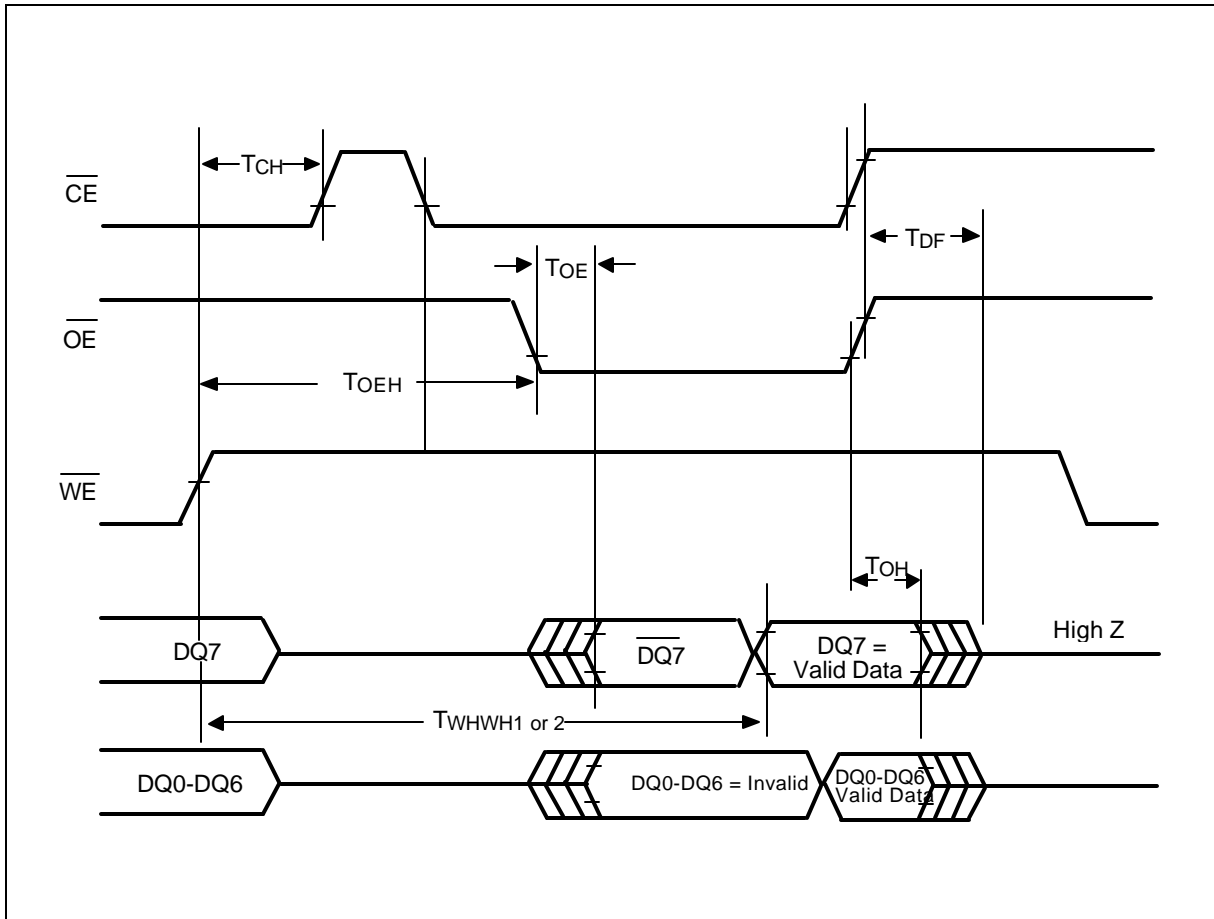 TCH
CE
TDF
TOE
OE
TOEH
WE
TOH
High Z
DQ7
DQ7
DQ7 =
Valid Data
TWHWH1 or 2
DQ0-DQ6
DQ0-DQ6 = Invalid
DQ0-DQ6
Valid Data